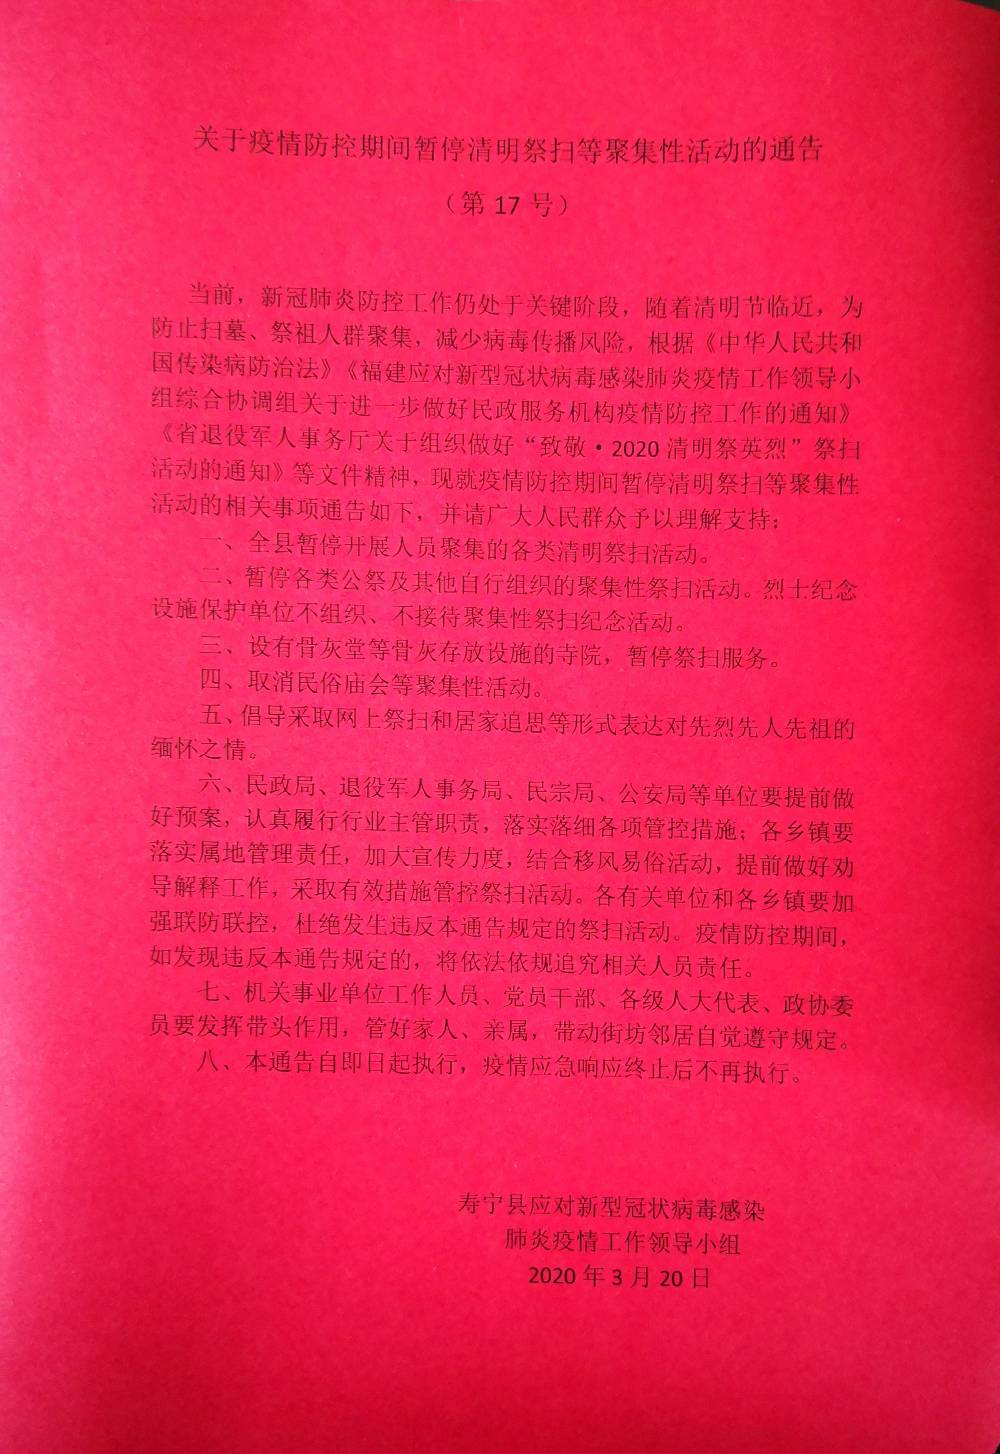 关于疫情防控期间暂停清明祭扫等聚集性活动的通告
（第 17 号）
当前，新冠肺炎防控工作仍处于关键阶段，随着清明节临近，为
防止扫墓、祭祖人群聚集，减少病毒传播风险，根据《中华人民共和
国传染病防治法》《福建应对新型冠状病毒感染肺炎疫情工作领导小
组综合协调组关于进一步做好民政服务机构疫情防控工作的通知》
《省退役军人事务厅关于组织做好“致敬·2020 清明祭英烈”祭扫
活动的通知》等文件精神，现就疫情防控期间暂停清明祭扫等聚集性
活动的相关事项通告如下，并请广大人民群众予以理解支持：
一、全县暂停开展人员聚集的各类清明祭扫活动。
二、暂停各类公祭及其他自行组织的聚集性祭扫活动。烈士纪念
设施保护单位不组织、不接待聚集性祭扫纪念活动。
三、设有骨灰堂等骨灰存放设施的寺院，暂停祭扫服务。
四、取消民俗庙会等聚集性活动。
五、倡导采取网上祭扫和居家追思等形式表达对先烈先人先祖的
缅怀之情。
六、民政局、退役军人事务局、民宗局、公安局等单位要提前做
好预案，认真履行行业主管职责，落实落细各项管控措施；各乡镇要
落实属地管理责任，加大宣传力度，结合移风易俗活动，提前做好劝
导解释工作，采取有效措施管控祭扫活动。各有关单位和各乡镇要加
强联防联控，杜绝发生违反本通告规定的祭扫活动。疫情防控期间，
如发现违反本通告规定的，将依法依规追究相关人员责任。
七、机关事业单位工作人员、党员干部、各级人大代表、政协委
员要发挥带头作用，管好家人、亲属，带动街坊邻居自觉遵守规定。
八、本通告自即日起执行，疫情应急响应终止后不再执行。
寿宁县应对新型冠状病毒感染
肺炎疫情工作领导小组
2020 年 3 月 20 日